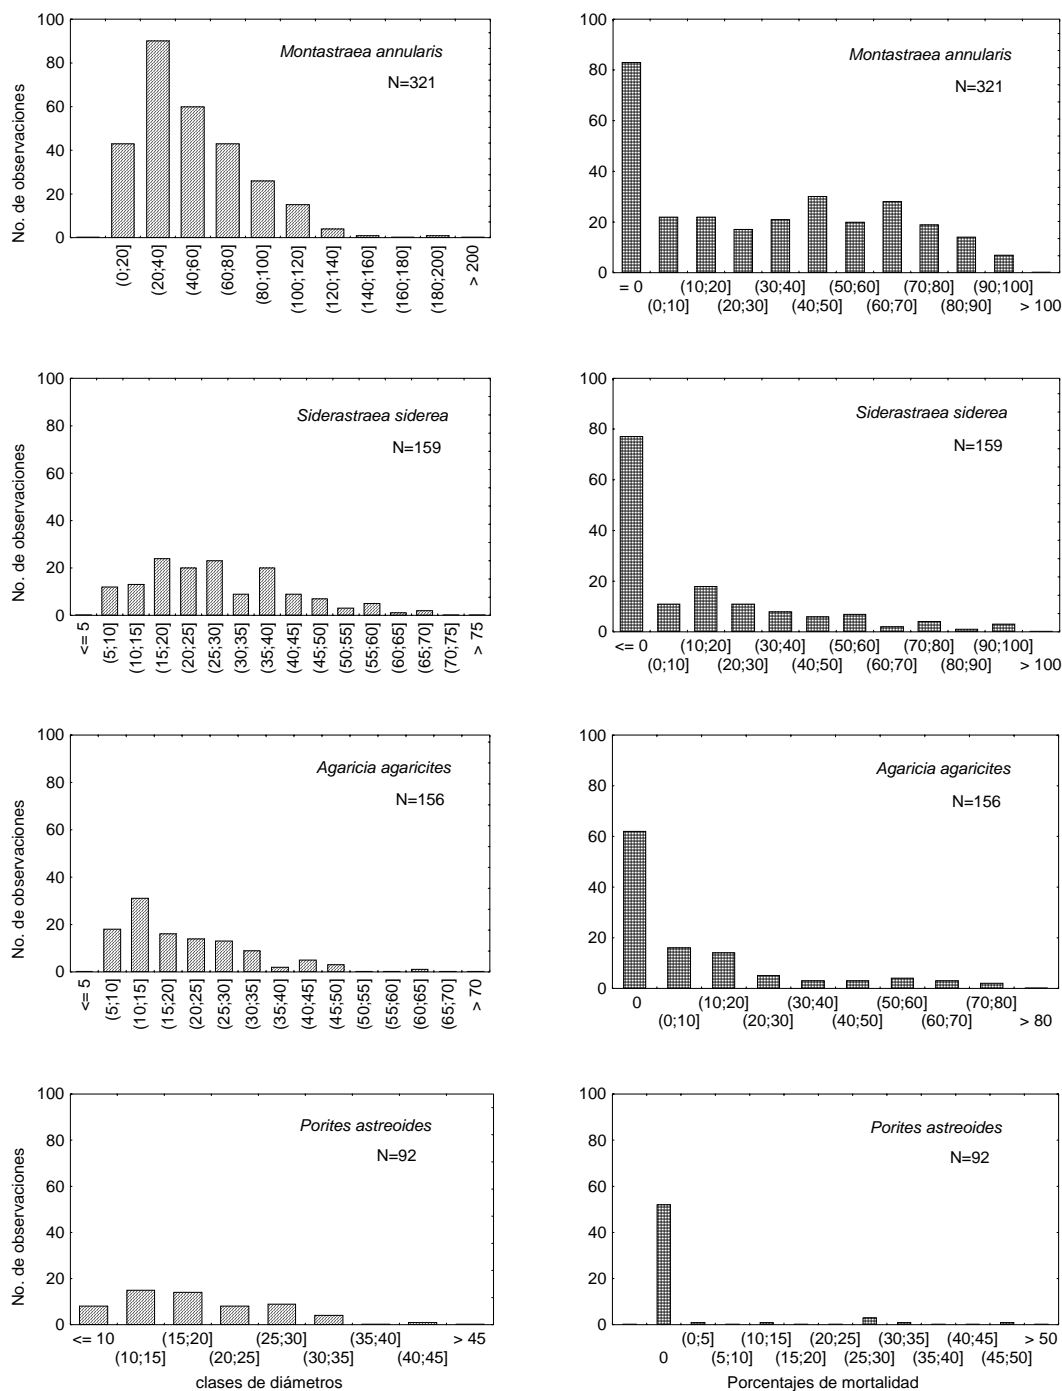 100
80
60
40
20
0
No. de observaciones
Montastraea annularis
N=321
(0;20]
(20;40]
(40;60]
(60;80]
(80;100]
(100;120]
(120;140]
(140;160]
(160;180]
(180;200]
> 200
100
80
60
40
20
0
Montastraea annularis
N=321
= 0 (10;20] (30;40] (50;60] (70;80] (90;100]
(0;10] (20;30] (40;50] (60;70] (80;90] > 100
100
80
60
40
20
0
No. de observaciones
Siderastraea siderea
N=159
<= 5
(5;10]
(10;15]
(15;20]
(20;25]
(25;30]
(30;35]
(35;40]
(40;45]
(45;50]
(50;55]
(55;60]
(60;65]
(65;70]
(70;75]
> 75
100
80
60
40
20
0
Siderastraea siderea
N=159
<= 0 (10;20] (30;40] (50;60] (70;80] (90;100]
(0;10] (20;30] (40;50] (60;70] (80;90] > 100
100
80
60
40
20
0
No. de observaciones
Agaricia agaricites
N=156
<= 5
(5;10]
(10;15]
(15;20]
(20;25]
(25;30]
(30;35]
(35;40]
(40;45]
(45;50]
(50;55]
(55;60]
(60;65]
(65;70]
> 70
100
80
60
40
20
0
Agaricia agaricites
N=156
0 (10;20] (30;40] (50;60] (70;80]
(0;10] (20;30] (40;50] (60;70] > 80
100
80
60
40
20
0
No. de observaciones
Porites astreoides
N=92
<= 10 (15;20] (25;30] (35;40] > 45
(10;15] (20;25] (30;35] (40;45]
clases de diámetros
100
80
60
40
20
0
Porites astreoides
N=92
(0;5] (10;15] (20;25] (30;35] (40;45] > 50
0 (5;10] (15;20] (25;30] (35;40] (45;50]
Porcentajes de mortalidad